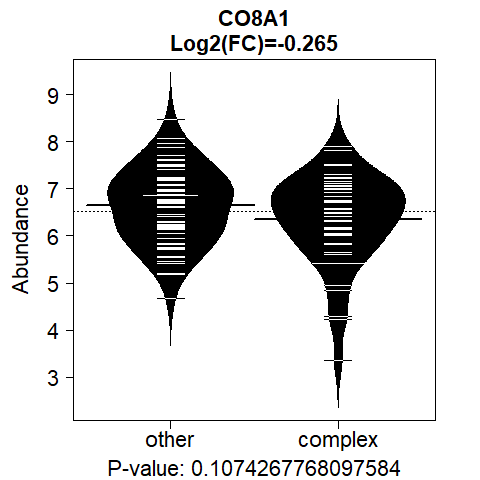 CO8A1
Log2(FC)=-0.265
Abundance
9
8
7
6
5
4
3
other complex
P-value: 0.1074267768097584